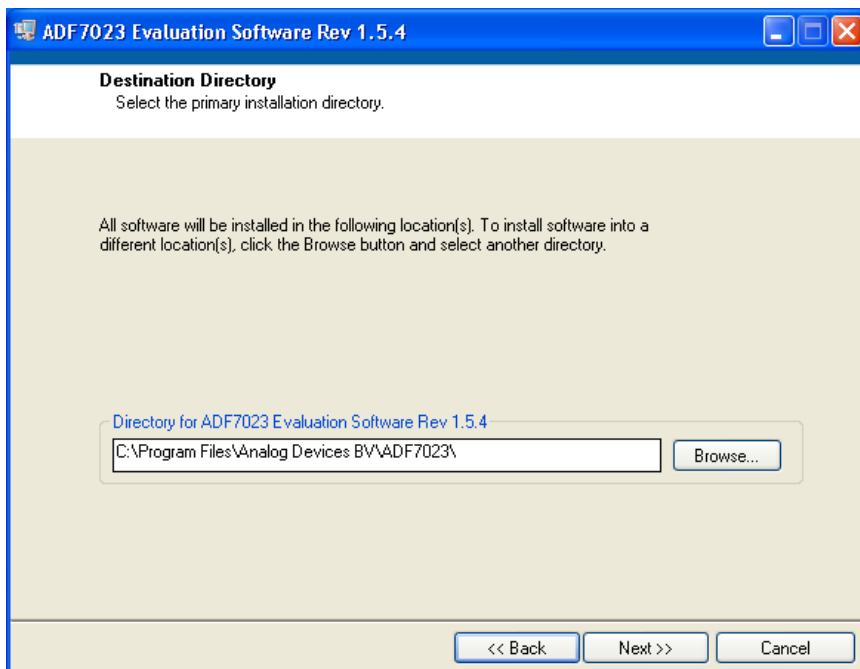 ADF7023 Evaluation Software Rev 1.5.4
Destination Directory
Select the primary installation directory.
All software will be installed in the following location(s). To install software into a
different location(s), click the Browse button and select another directory.
Directory for ADF7023 Evaluation Software Rev 1.5.4
C:\Program Files\Analog Devices BV\ADF7023\
Browse...
<< Back
Next >>
Cancel